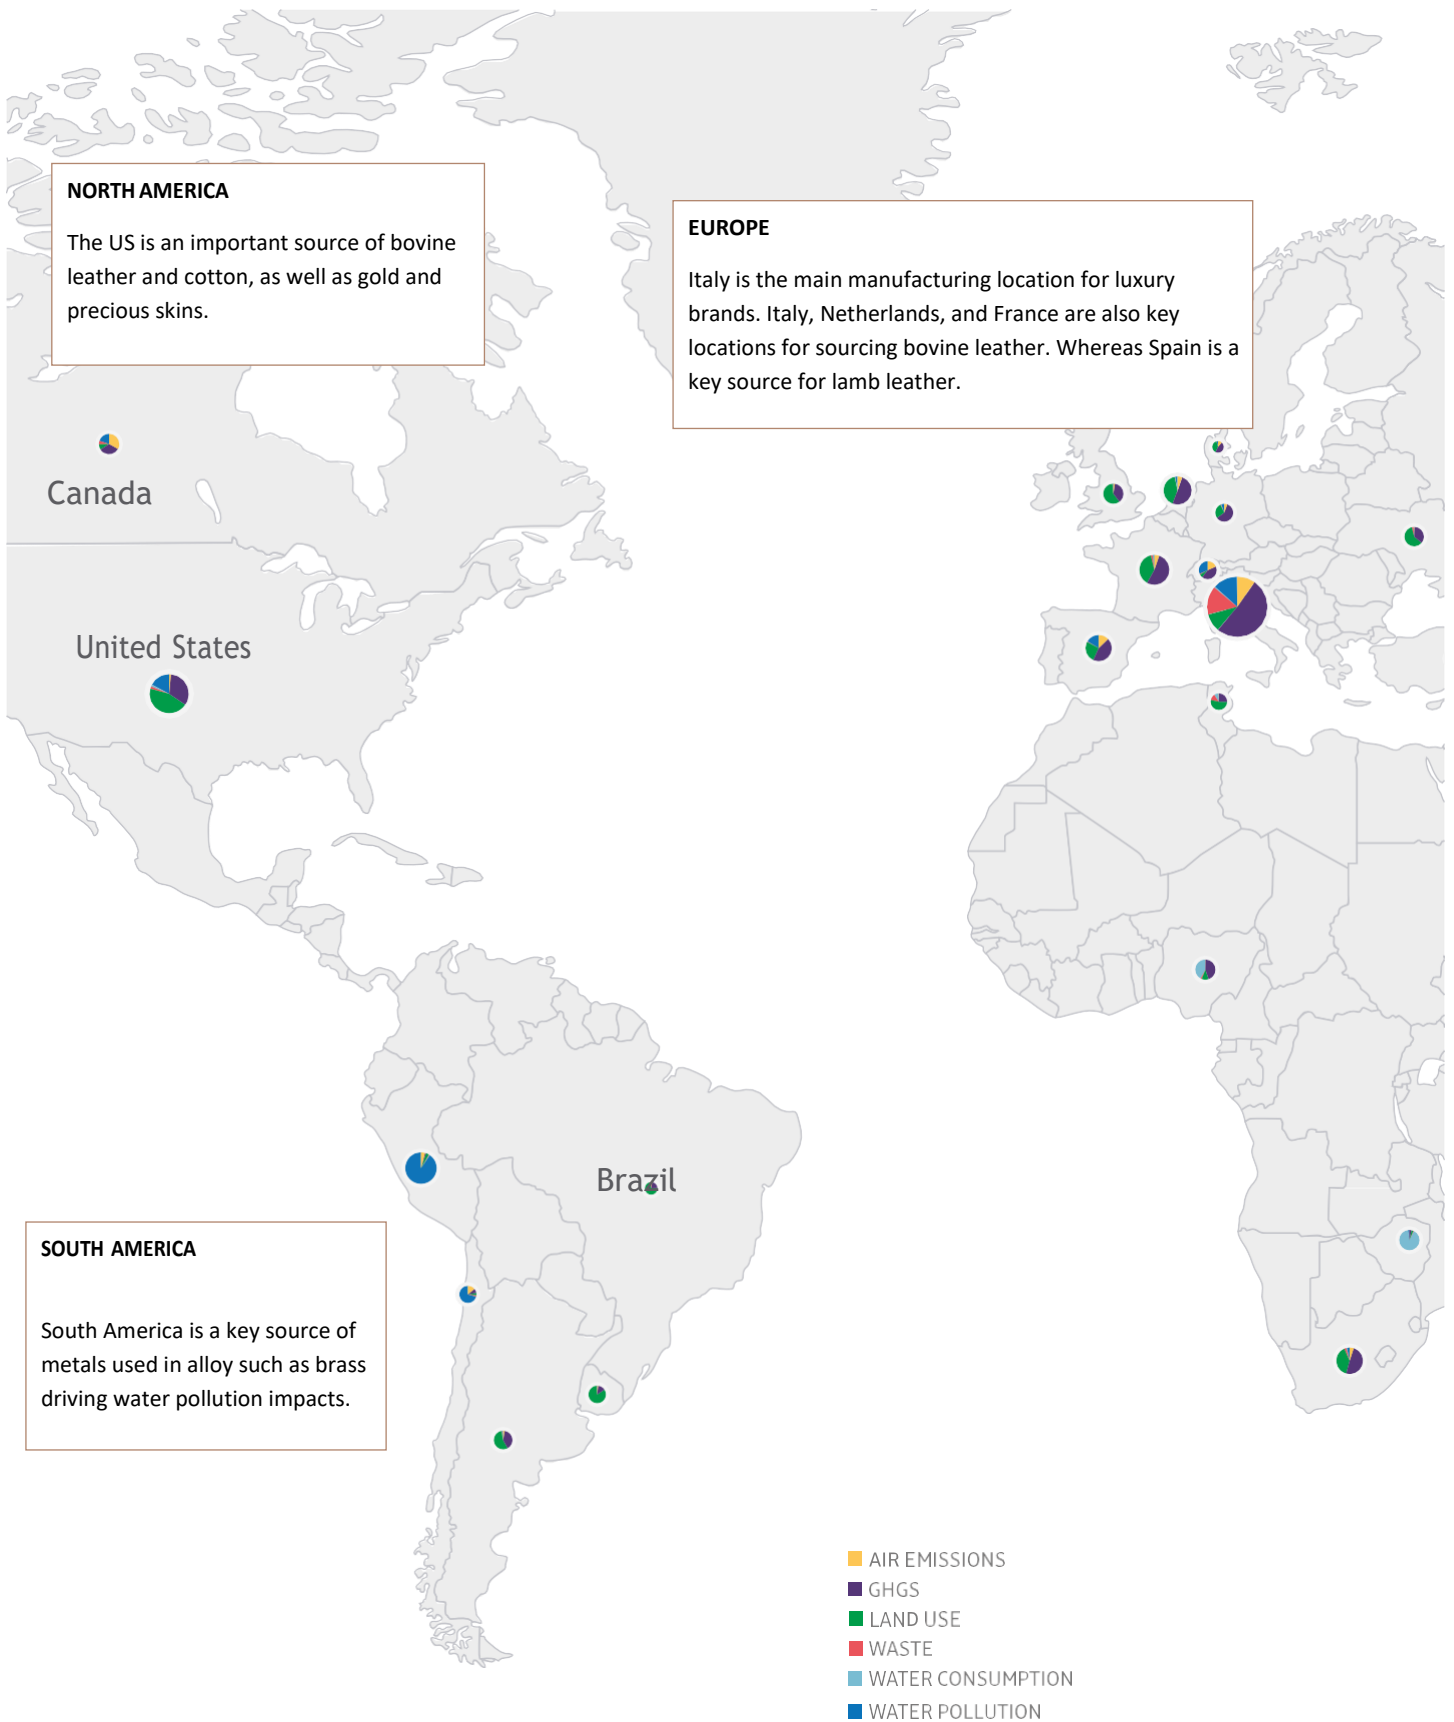 NORTH AMERICA
The US is an important source of bovine
leather and cotton, as well as gold and
precious skins.
EUROPE
Italy is the main manufacturing location for luxury
brands. Italy, Netherlands, and France are also key
locations for sourcing bovine leather. Whereas Spain is a
key source for lamb leather.
Canada
United States
Brazil
SOUTH AMERICA
South America is a key source of
metals used in alloy such as brass
driving water pollution impacts.
AIR EMISSIONS
GHGS
LAND USE
WASTE
WATER CONSUMPTION
WATER POLLUTION